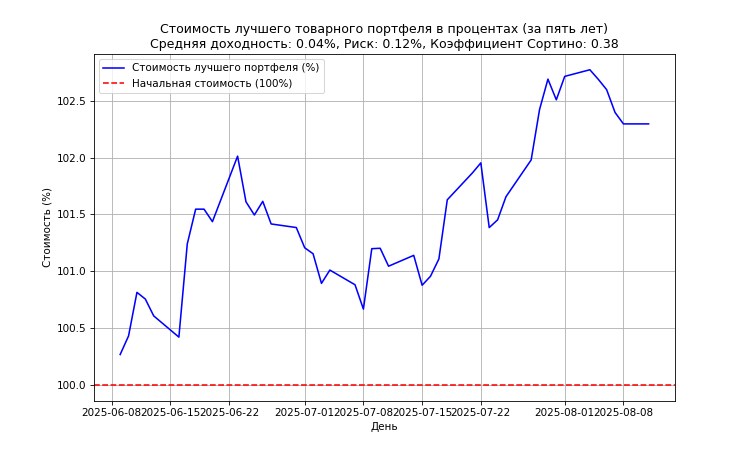 Стоимость лучшего товарного портфеля в процентах (за пять лет)
Средняя доходность: 0.04%, Риск: 0.12%, Коэффициент Сортино: 0.38
Стоимость лучшего портфеля (%)
Начальная стоимость (100%)
Стоимость (%)
102.5
102.0
101.5
101.0
100.5
100.0
2025-06-08 2025-06-15 2025-06-22 2025-07-01 2025-07-08 2025-07-15 2025-07-22 2025-08-01 2025-08-08
День